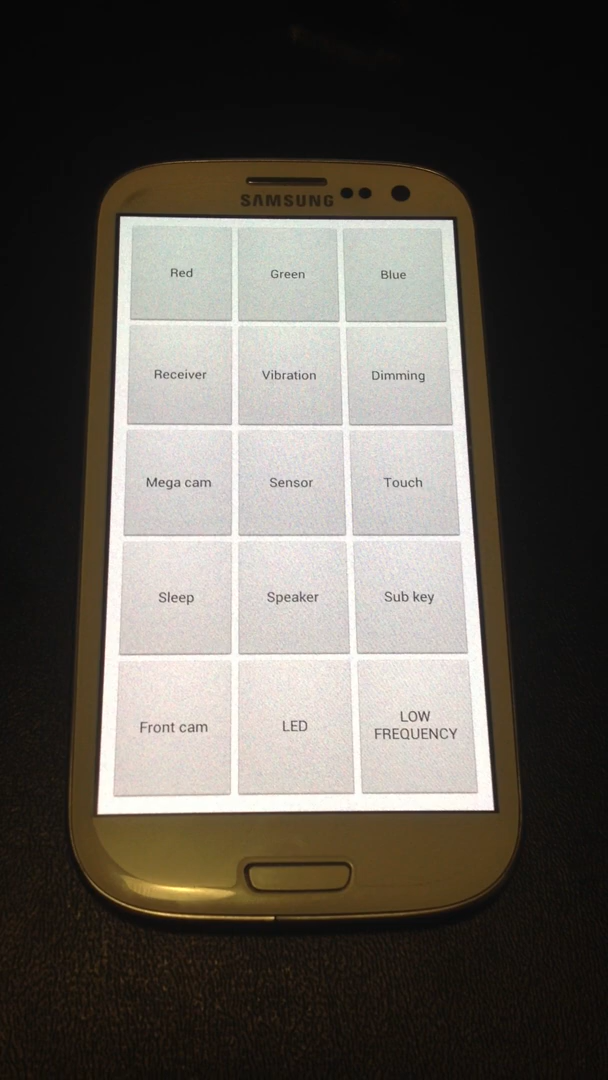 SAMSUNG
Red Green Blue
Receiver Vibration Dimming
Mega cam Sensor Touch
Sleep Speaker Sub key
Front cam LED LOW
FREQUENCY